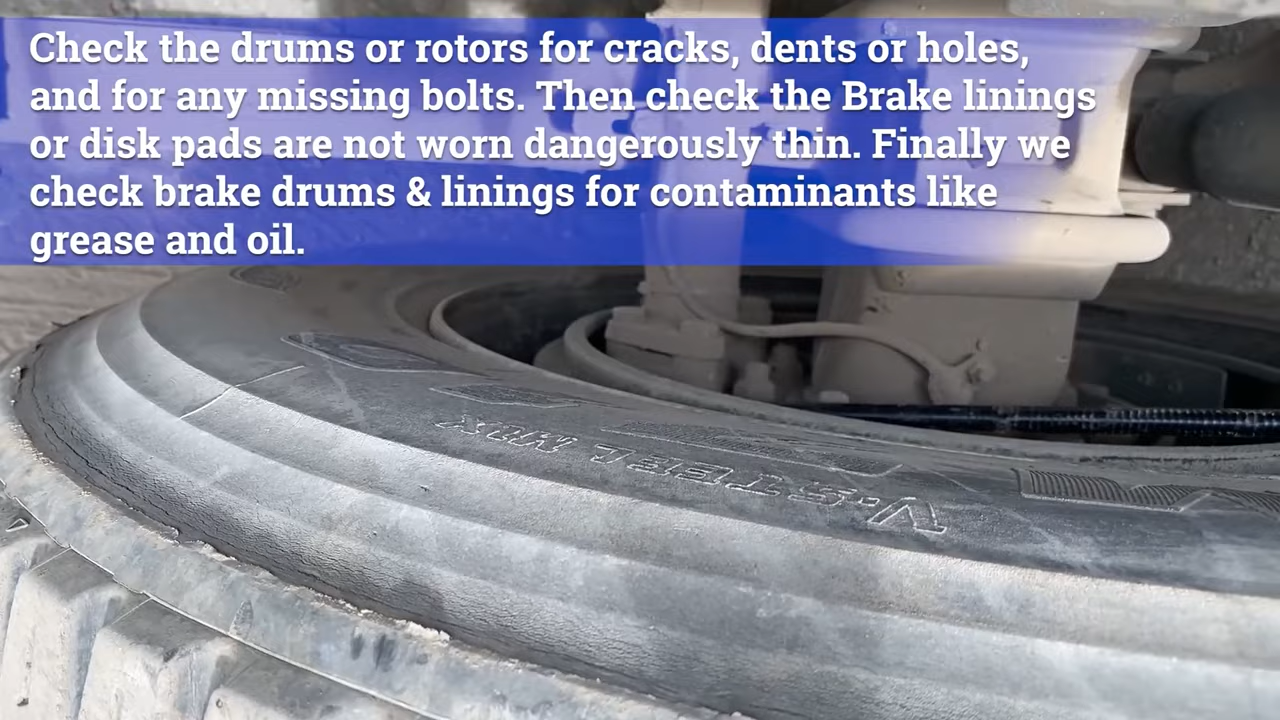 Check the drums or rotors for cracks, dents or holes,
and for any missing bolts. Then check the Brake linings
or disk pads are not worn dangerously thin. Finally we
check brake drums & linings for contaminants like
grease and oil.
V-STEEL MIX